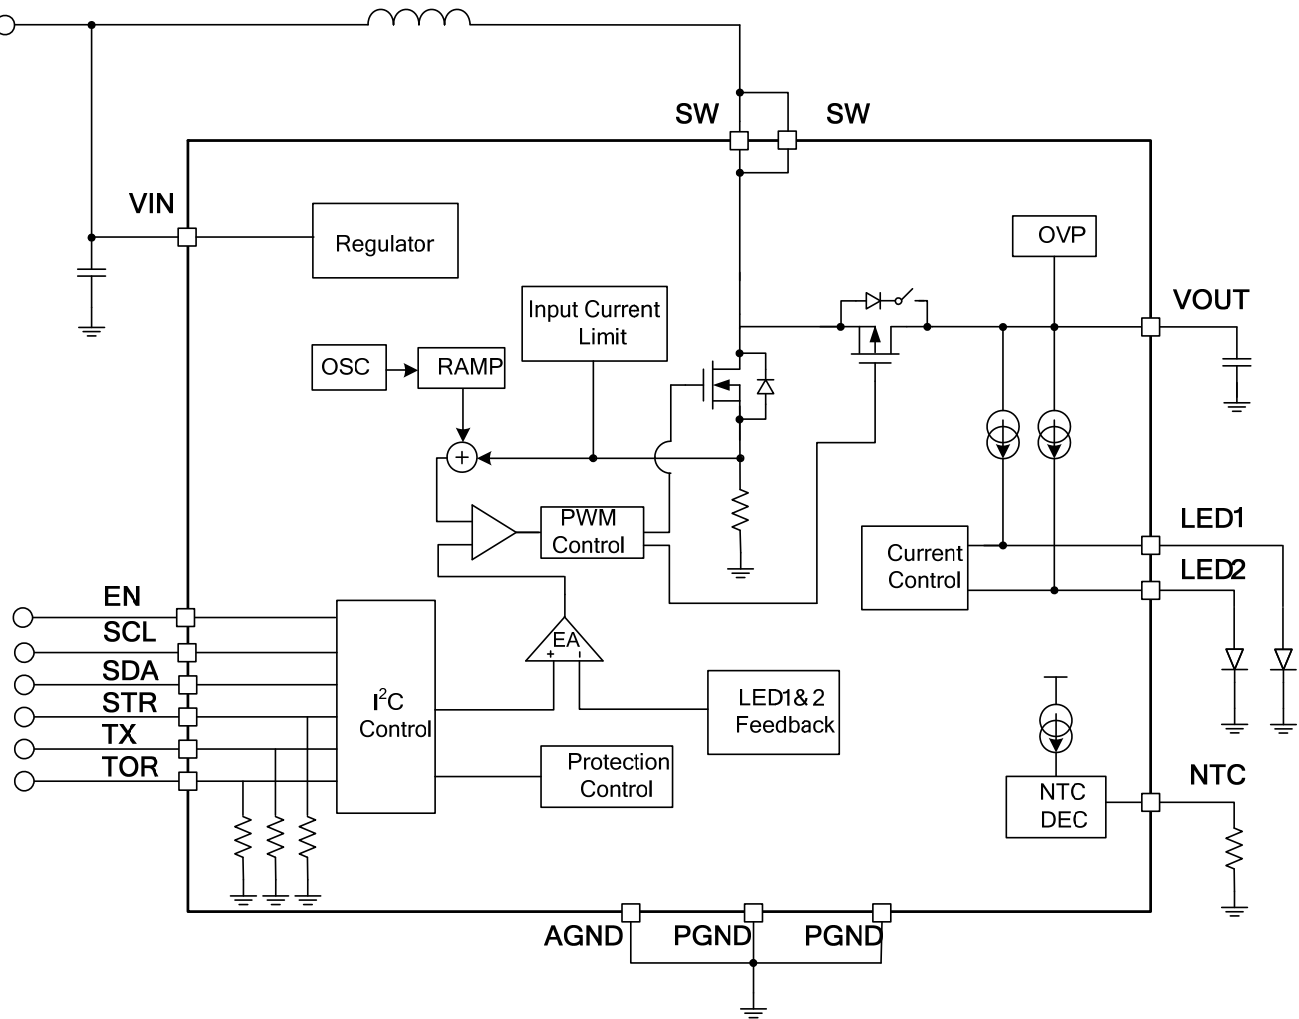 SW
SW
VIN
Regulator
OVP
Input Current
Limit
VOUT
OSC
RAMP
+
PWM
Control
LED1
LED2
Current
Control
EN
SCL
SDA
STR
TX
TOR
EA
+ -
I²C
Control
LED1&2
Feedback
Protection
Control
NTC
NTC
DEC
AGND
PGND
PGND